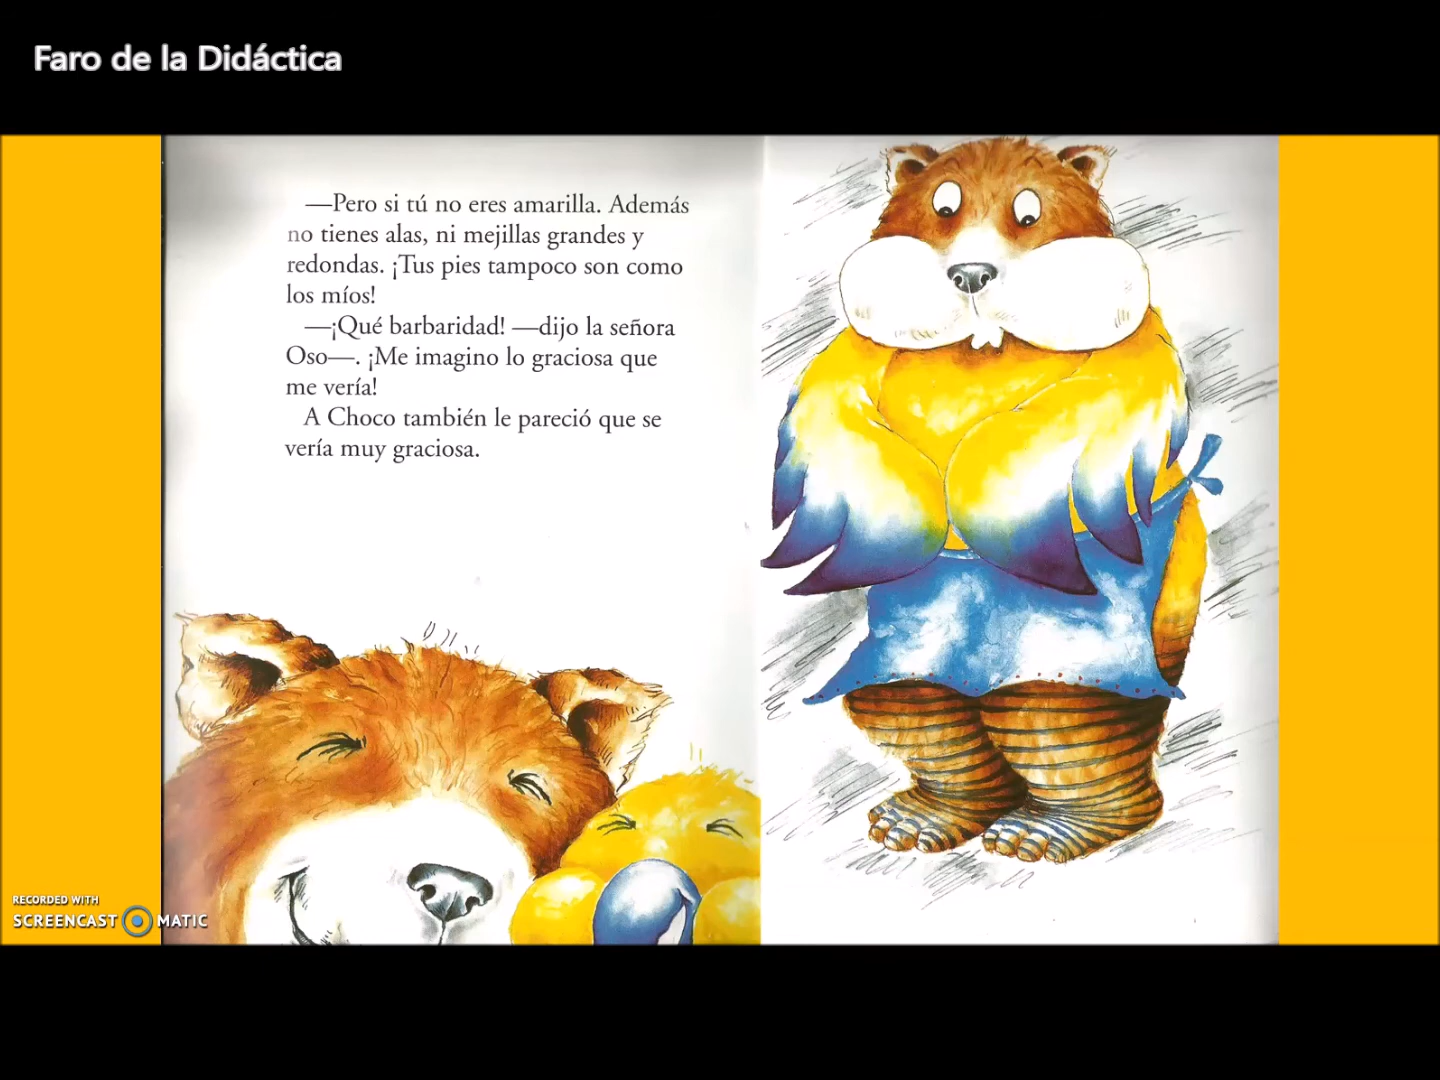 Faro de la Didáctica
—Pero si tú no eres amarilla. Además
no tienes alas, ni mejillas grandes y
redondas. ¡Tus pies tampoco son como
los míos!
—¡Qué barbaridad! —dijo la señora
Oso—. ¡Me imagino lo graciosa que
me vería!
A Choco también le pareció que se
vería muy graciosa.
RECORDED WITH
SCREENCAST MATIC